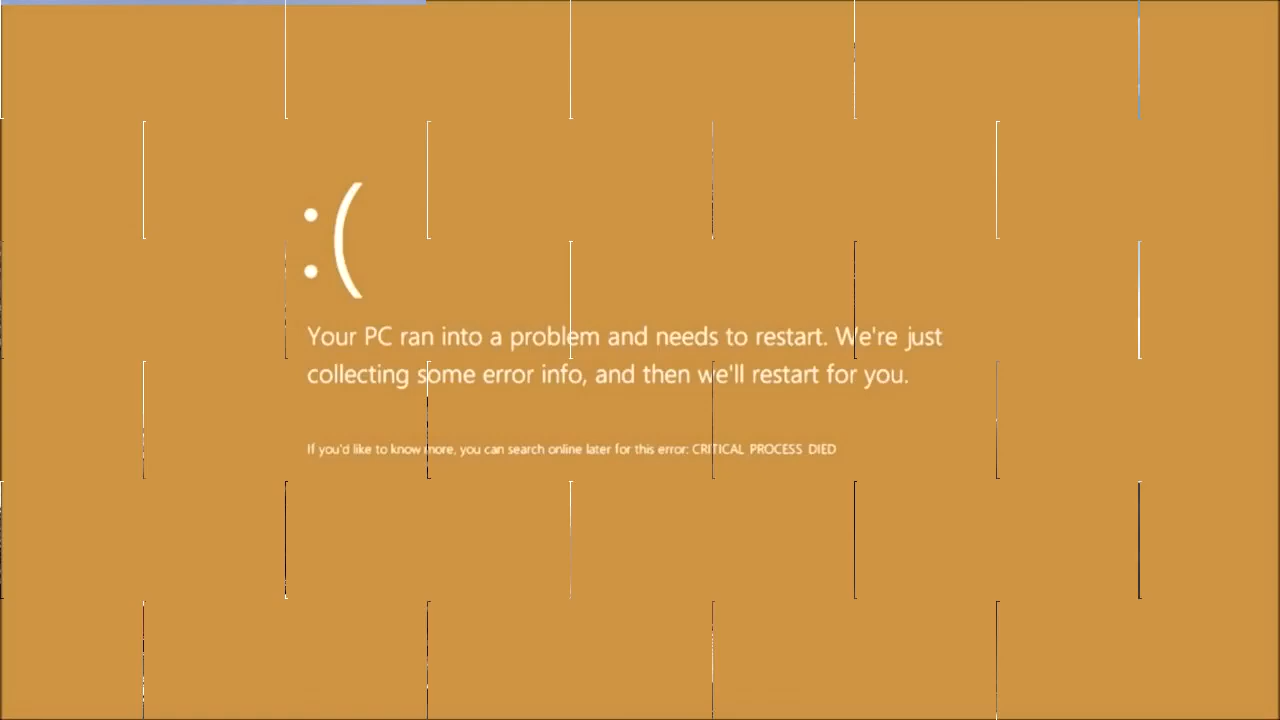 :(
Your PC ran into a problem and needs to restart. We're just
collecting some error info, and then we'll restart for you.
If you'd like to know more, you can search online later for this error: CRITICAL PROCESS DIED